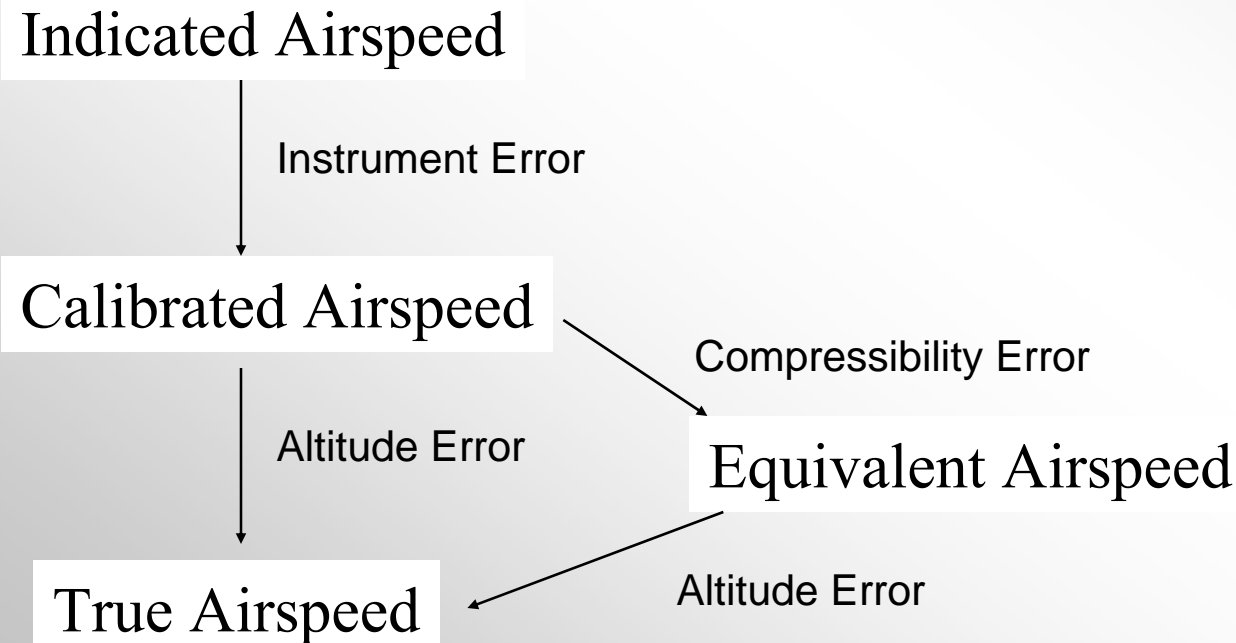 Indicated Airspeed
Instrument Error
Calibrated Airspeed
Compressibility Error
Altitude Error
Equivalent Airspeed
True Airspeed
Altitude Error